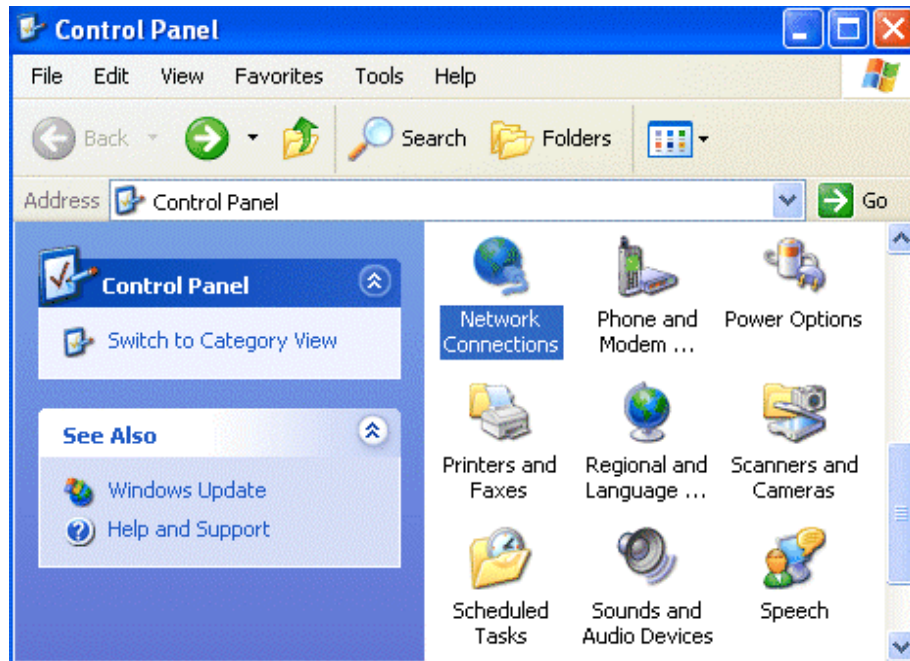 Control Panel
File Edit View Favorites Tools Help
Back Search Folders
Address Control Panel Go
Control Panel
Switch to Category View
See Also
Windows Update
Help and Support
Network
Connections
Phone and
Modem ...
Power Options
Printers and
Faxes
Regional and
Language ...
Scanners and
Cameras
Scheduled
Tasks
Sounds and
Audio Devices
Speech